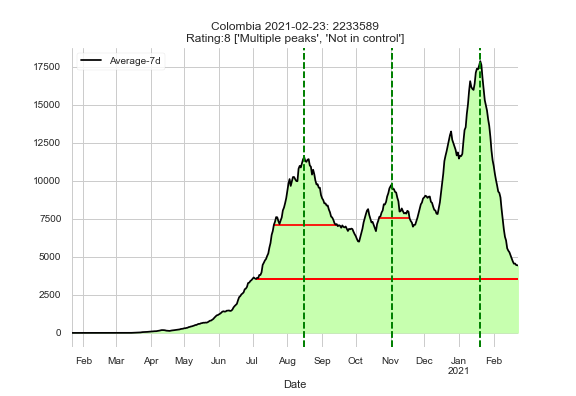 Colombia 2021-02-23: 2233589
Rating:8 ['Multiple peaks', 'Not in control']
Average-7d
17500
15000
12500
10000
7500
5000
2500
0
Feb Mar Apr May Jun Jul Aug Sep Oct Nov Dec Jan Feb
2021
Date